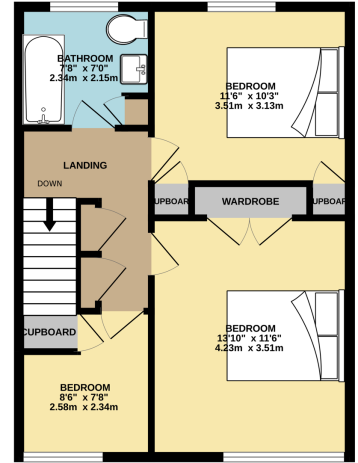 BATHROOM
7'8" x 7'0"
2.34m x 2.15m
BEDROOM
11'6" x 10'3"
3.51m x 3.13m
LANDING
DOWN
UPBOAR
WARDROBE
UPBOAR
CUPBOARD
BEDROOM
13'10" x 11'6"
4.23m x 3.51m
BEDROOM
8'6" x 7'8"
2.58m x 2.34m